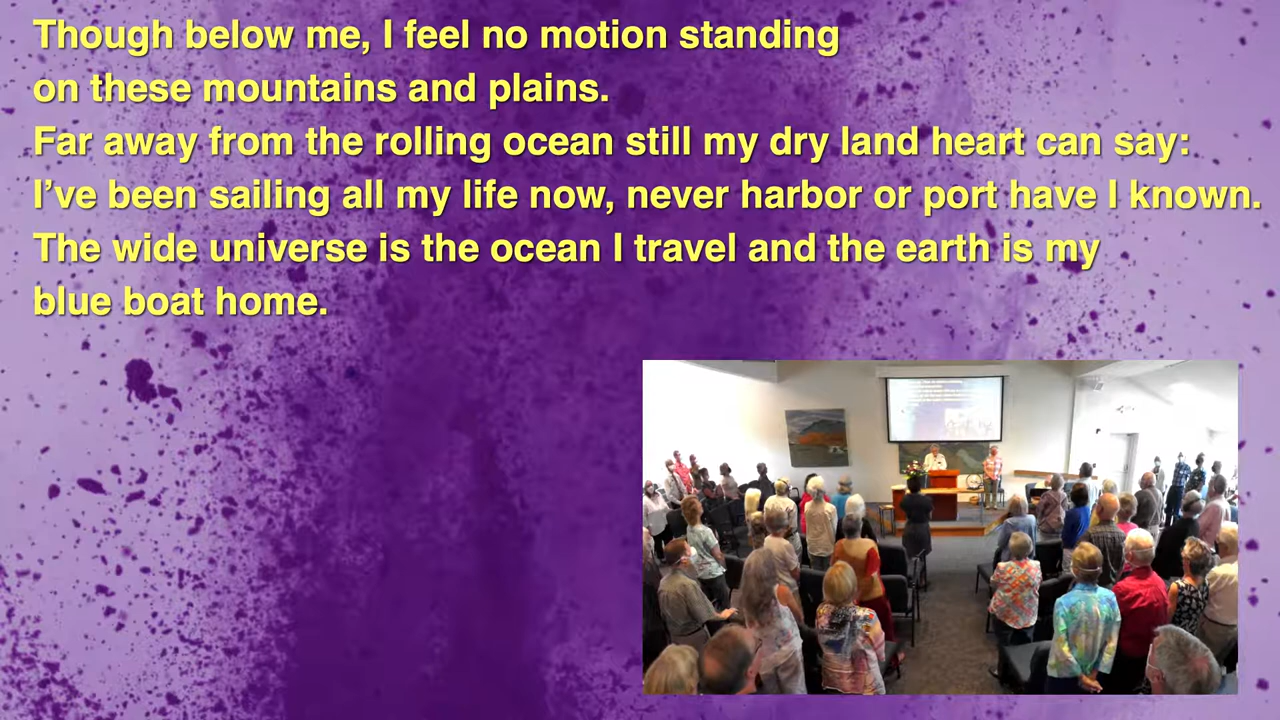 Though below me, I feel no motion standing
on these mountains and plains.
Far away from the rolling ocean still my dry land heart can say:
I’ve been sailing all my life now, never harbor or port have I known.
The wide universe is the ocean I travel and the earth is my
blue boat home.